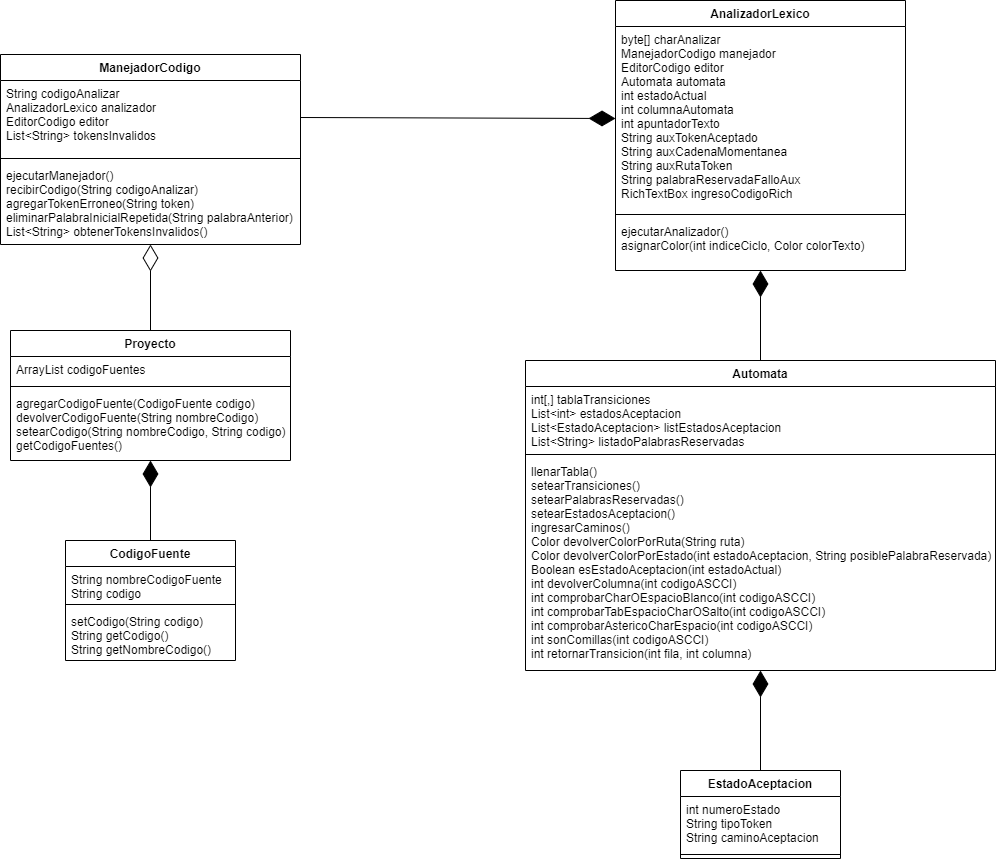 ManejadorCodigo
String codigoAnalizar
AnalizadorLexico analizador
EditorCodigo editor
List<String> tokensInvalidos
ejecutarManejador()
recibirCodigo(String codigoAnalizar)
agregarTokenErroneo(String token)
eliminarPalabraInicialRepetida(String palabraAnterior)
List<String> obtenerTokensInvalidos()
AnalizadorLexico
byte[] charAnalizar
ManejadorCodigo manejador
EditorCodigo editor
Automata automata
int estadoActual
int columnaAutomata
int apuntadorTexto
String auxTokenAceptado
String auxCadenaMomentanea
String auxRutaToken
String palabraReservadaFalloAux
RichTextBox ingresoCodigoRich
ejecutarAnalizador()
asignarColor(int indiceCiclo, Color colorTexto)
Proyecto
ArrayList codigoFuentes
agregarCodigoFuente(CodigoFuente codigo)
devolverCodigoFuente(String nombreCodigo)
setearCodigo(String nombreCodigo, String codigo)
getCodigoFuentes()
CodigoFuente
String nombreCodigoFuente
String codigo
setCodigo(String codigo)
String getCodigo()
String getNombreCodigo()
Automata
int[,] tablaTransiciones
List<int> estadosAceptacion
List<EstadoAceptacion> listEstadosAceptacion
List<String> listadoPalabrasReservadas
llenarTabla()
setearTransiciones()
setearPalabrasReservadas()
setearEstadosAceptacion()
ingresarCaminos()
Color devolverColorPorRuta(String ruta)
Color devolverColorPorEstado(int estadoAceptacion, String posiblePalabraReservada)
Boolean esEstadoAceptacion(int estadoActual)
int devolverColumna(int codigoASCCI)
int comprobarCharOEspacioBlanco(int codigoASCCI)
int comprobarTabEspacioCharOSalto(int codigoASCCI)
int comprobarAstericoCharEspacio(int codigoASCCI)
int sonComillas(int codigoASCCI)
int retornarTransicion(int fila, int columna)
EstadoAceptacion
int numeroEstado
String tipoToken
String caminoAceptacion